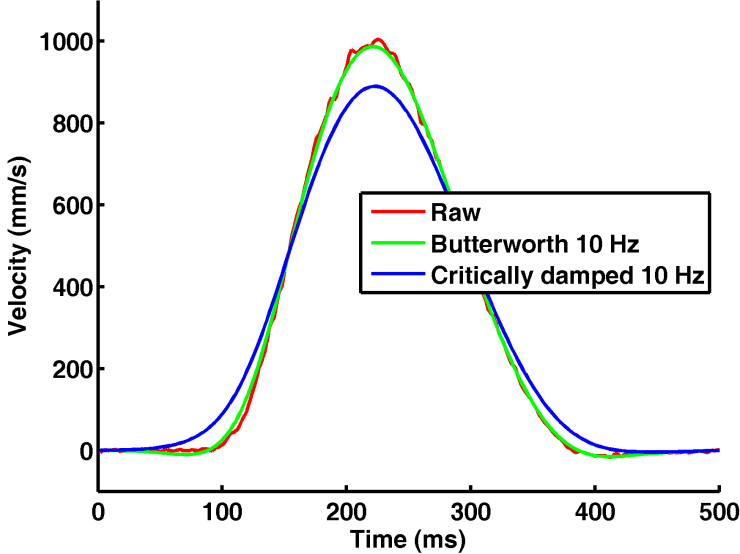 1000
800
600
400
200
0
Velocity (mm/s)
Raw
Butterworth 10 Hz
Critically damped 10 Hz
0 100 200 300 400 500
Time (ms)